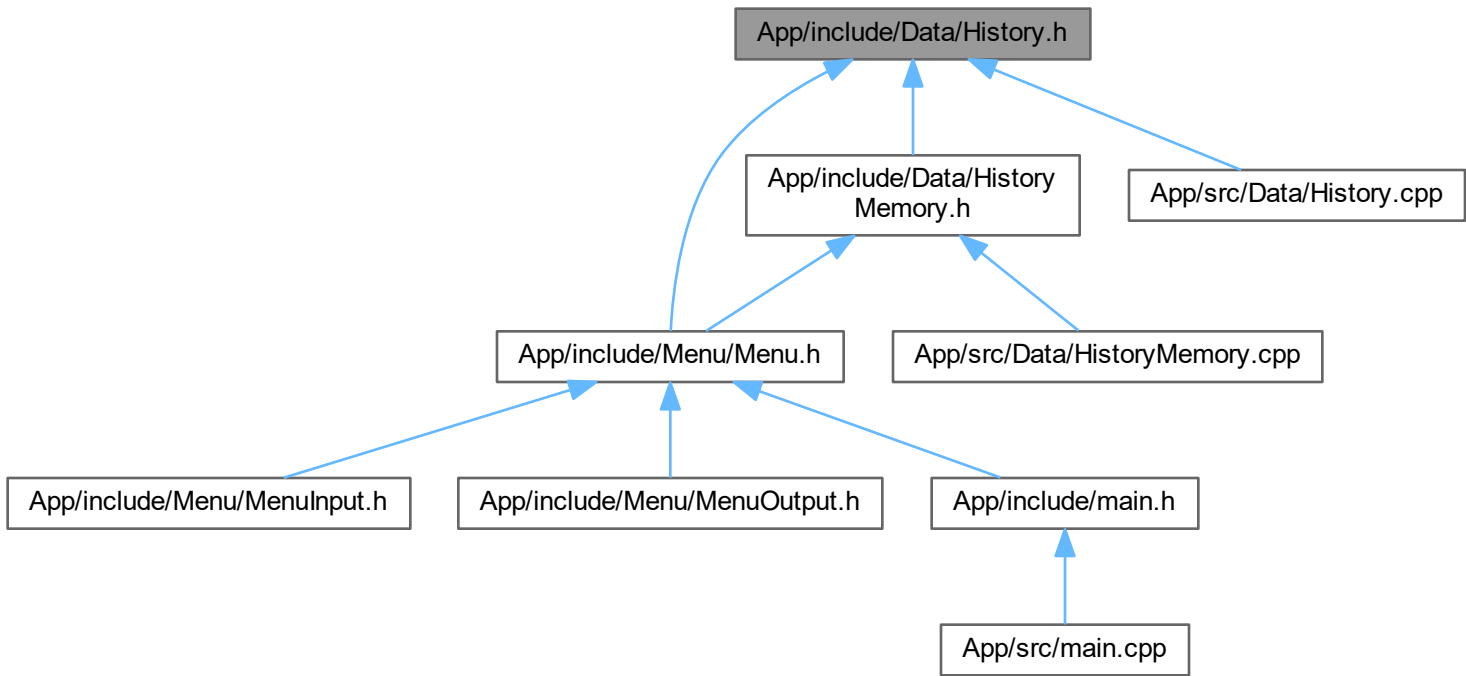 App/include/Data/History.h
App/include/Data/History
Memory.h
App/src/Data/History.cpp
App/include/Menu/Menu.h
App/src/Data/HistoryMemory.cpp
App/include/Menu/MenuInput.h
App/include/Menu/MenuOutput.h
App/include/main.h
App/src/main.cpp